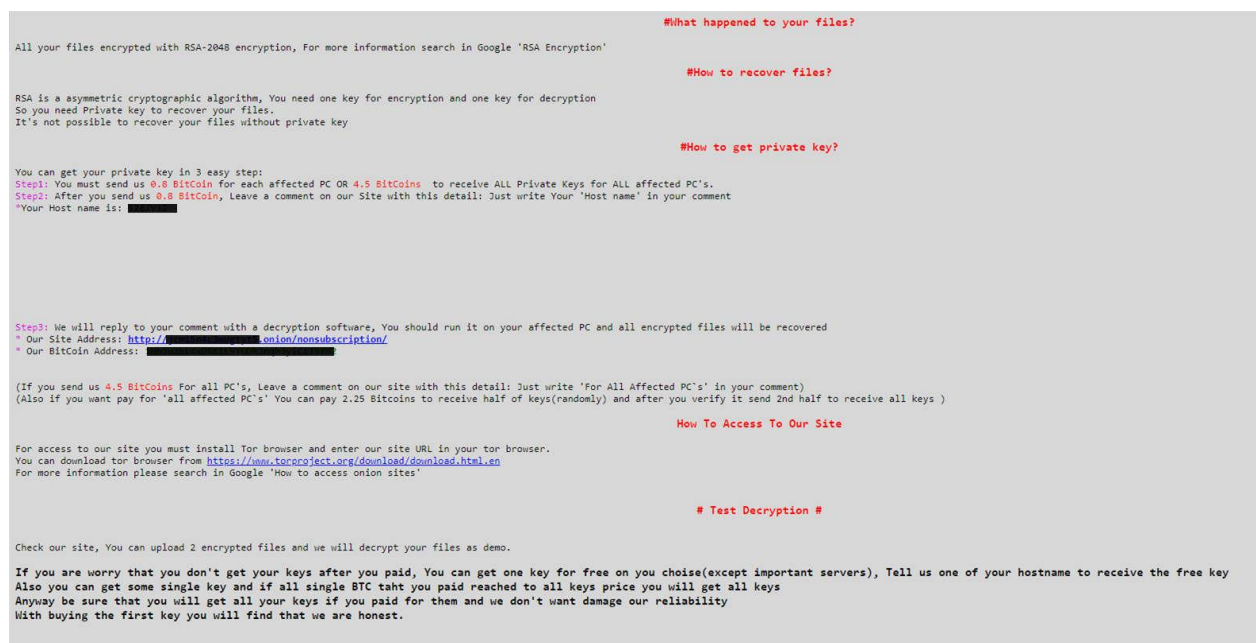 #What happened to your files?
All your files encrypted with RSA-2048 encryption, For more information search in Google 'RSA Encryption'
#How to recover files?
RSA is a asymmetric cryptographic algorithm, You need one key for encryption and one key for decryption
So you need Private key to recover your files.
It's not possible to recover your files without private key
#How to get private key?
You can get your private key in 3 easy step:
Step1: You must send us 0.8 BitCoin for each affected PC OR 4.5 BitCoins to receive ALL Private Keys for ALL affected PC's.
Step2: After you send us 0.8 BitCoin, Leave a comment on our Site with this detail: Just write Your 'Host name' in your comment
*Your Host name is:
Step3: We will reply to your comment with a decryption software, You should run it on your affected PC and all encrypted files will be recovered
* Our Site Address: http://.onion/nonsubscription/
* Our BitCoin Address:
(If you send us 4.5 BitCoins For all PC's, Leave a comment on our site with this detail: Just write 'For All Affected PC`s' in your comment)
(Also if you want pay for 'all affected PC`s' You can pay 2.25 Bitcoins to receive half of keys(randomly) and after you verify it send 2nd half to receive all keys )
How To Access To Our Site
For access to our site you must install Tor browser and enter our site URL in your tor browser.
You can download tor browser from https://www.torproject.org/download/download.html.en
For more information please search in Google 'How to access onion sites'
# Test Decryption #
Check our site, You can upload 2 encrypted files and we will decrypt your files as demo.
If you are worry that you don't get your keys after you paid, You can get one key for free on you choise(except important servers), Tell us one of your hostname to receive the free key
Also you can get some single key and if all single BTC taht you paid reached to all keys price you will get all keys
Anyway be sure that you will get all your keys if you paid for them and we don't want damage our reliability
With buying the first key you will find that we are honest.